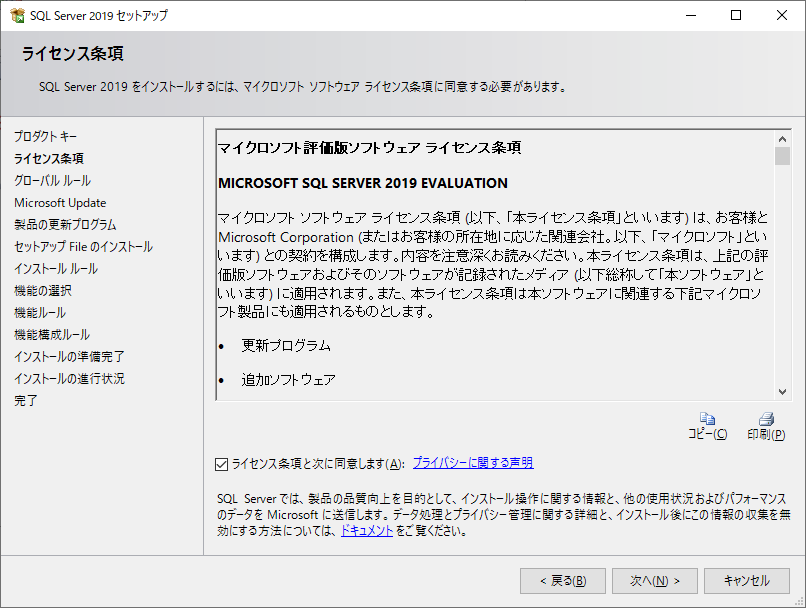 SQL Server 2019 セットアップ
ライセンス条項
SQL Server 2019 をインストールするには、マイクロソフト ソフトウェア ライセンス条項に同意する必要があります。
プロダクト キー
ライセンス条項
グローバル ルール
Microsoft Update
製品の更新プログラム
セットアップ File のインストール
インストール ルール
機能の選択
機能ルール
機能構成ルール
インストールの準備完了
インストールの進行状況
完了
マイクロソフト評価版ソフトウェア ライセンス条項
MICROSOFT SQL SERVER 2019 EVALUATION
マイクロソフト ソフトウェア ライセンス条項 (以下、「本ライセンス条項」といいます) は、お客様と
Microsoft Corporation (またはお客様の所在地に応じた関連会社。以下、「マイクロソフト」とい
います) との契約を構成します。内容を注意深くお読みください。本ライセンス条項は、上記の評
価版ソフトウェアおよびそのソフトウェアが記録されたメディア (以下総称して「本ソフトウェア」と
いいます) に適用されます。また、本ライセンス条項は本ソフトウェアに関連する下記マイクロソ
フト製品にも適用されるものとします。
• 更新プログラム
• 追加ソフトウェア
コピー(C)
印刷(P)
ライセンス条項と次に同意します(A): プライバシーに関する声明
SQL Server では、製品の品質向上を目的として、インストール操作に関する情報と、他の使用状況およびパフォーマンス
のデータを Microsoft に送信します。データ処理とプライバシー管理に関する詳細と、インストール後にこの情報の収集を無
効にする方法については、ドキュメントをご覧ください。
< 戻る(B)
次へ(N) >
キャンセル